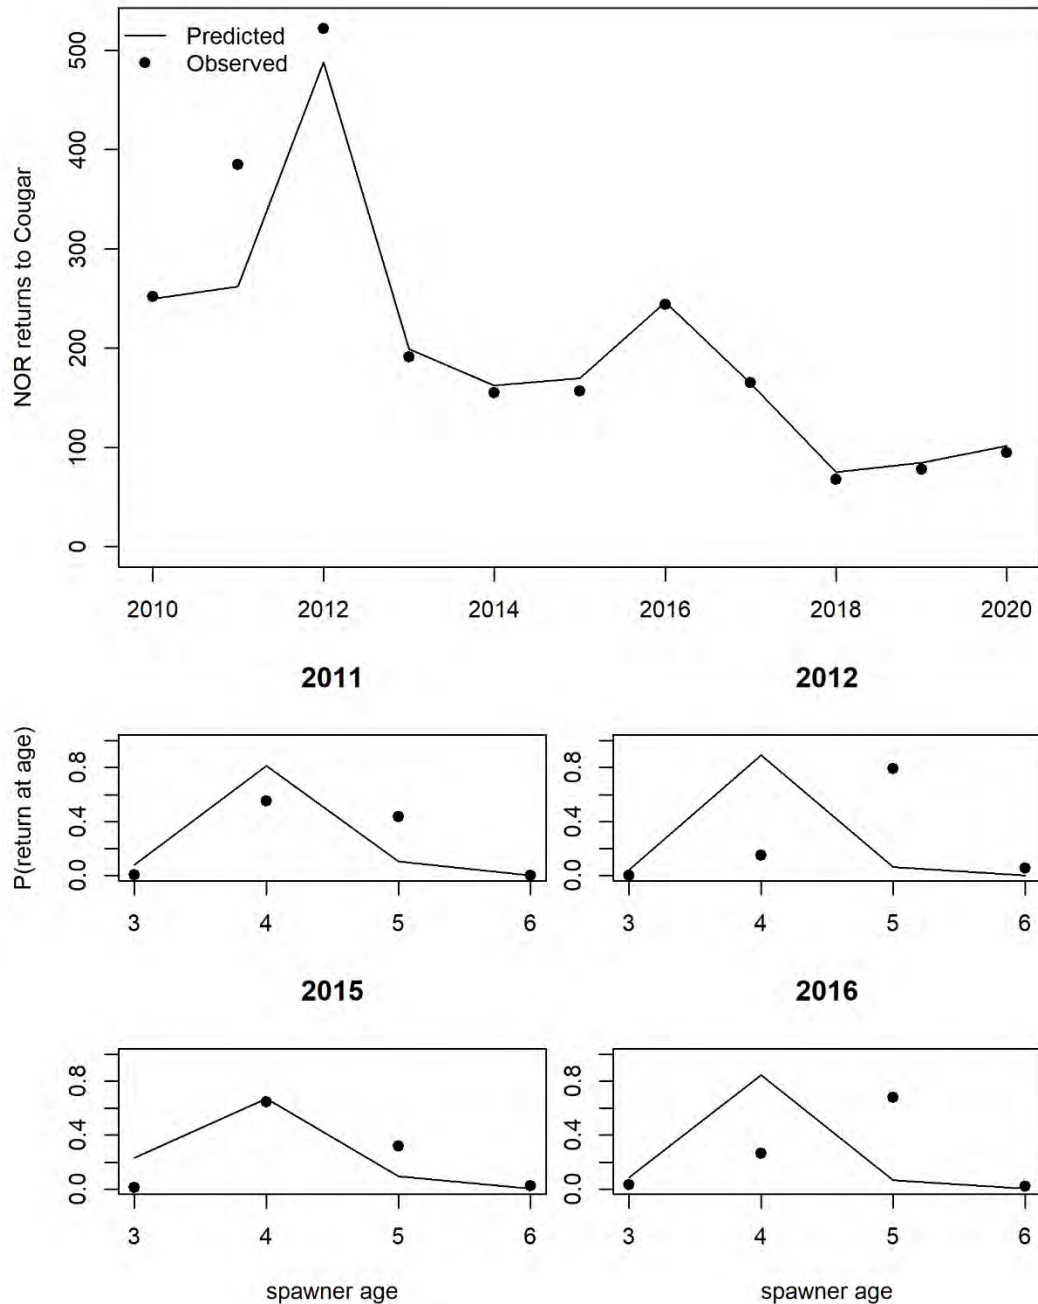 Predicted
Observed
NOR returns to Cougar
500
400
300
200
100
0
2010 2012 2014 2016 2018 2020
2011 2012
P(return at age)
0.8 0.8
0.4 0.4
0.0 0.0
3 4 5 6 3 4 5 6
2015 2016
0.8 0.8
0.4 0.4
0.0 0.0
3 4 5 6 3 4 5 6
spawner age spawner age